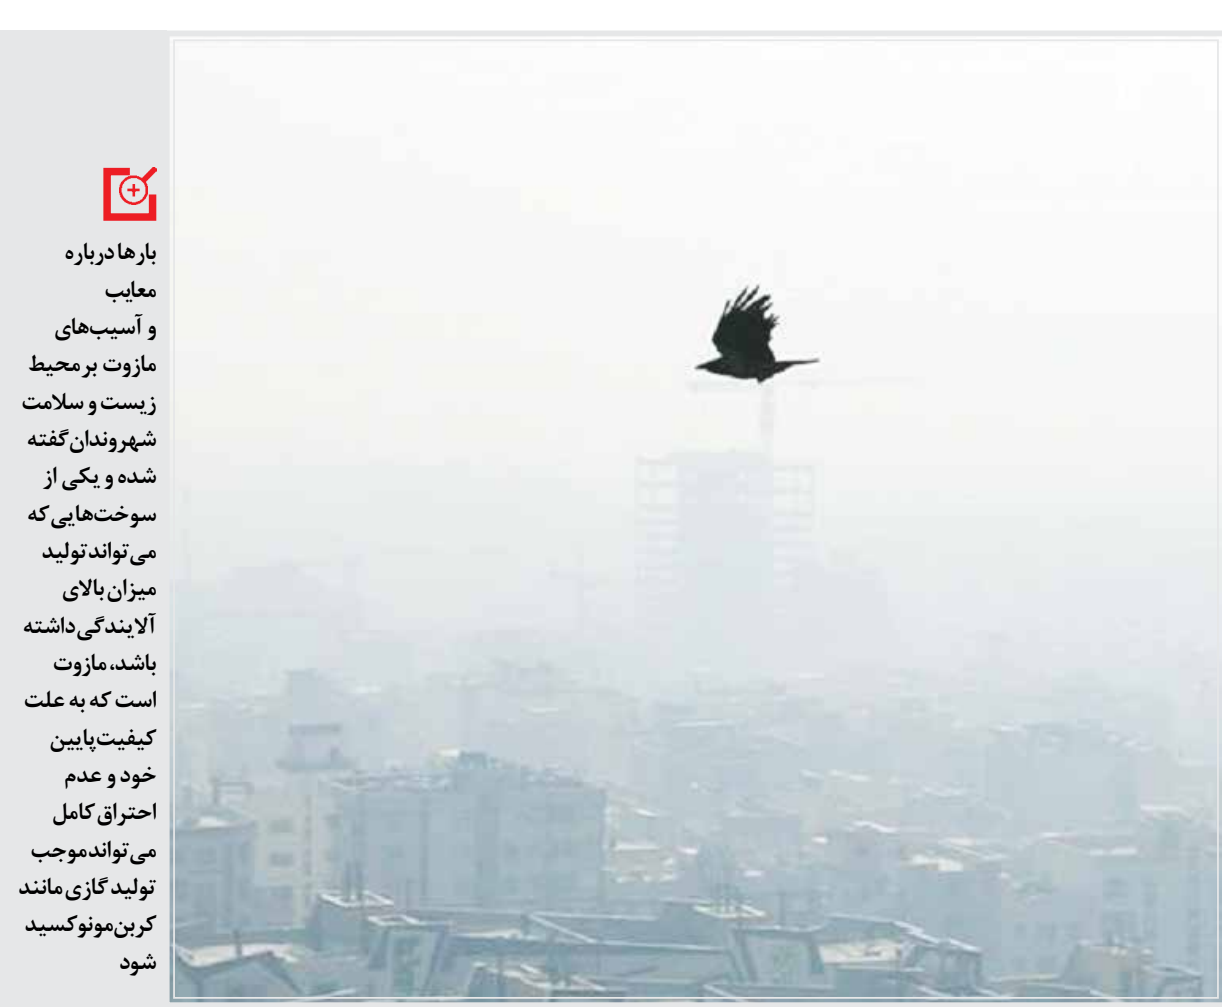 بارها درباره
معایب
و آسیب‌های
مازوت بر محیط
زیست و سلامت
شهروندان گفته
شده و یکی از
سوخت‌هایی که
می‌تواند تولید
میزان بالای
آلایندگی داشته
باشد، مازوت
است که به علت
کیفیت پایین
خود و عدم
احتراق کامل
می‌تواند موجب
تولید گازی مانند
کربن مونوکسید
شود